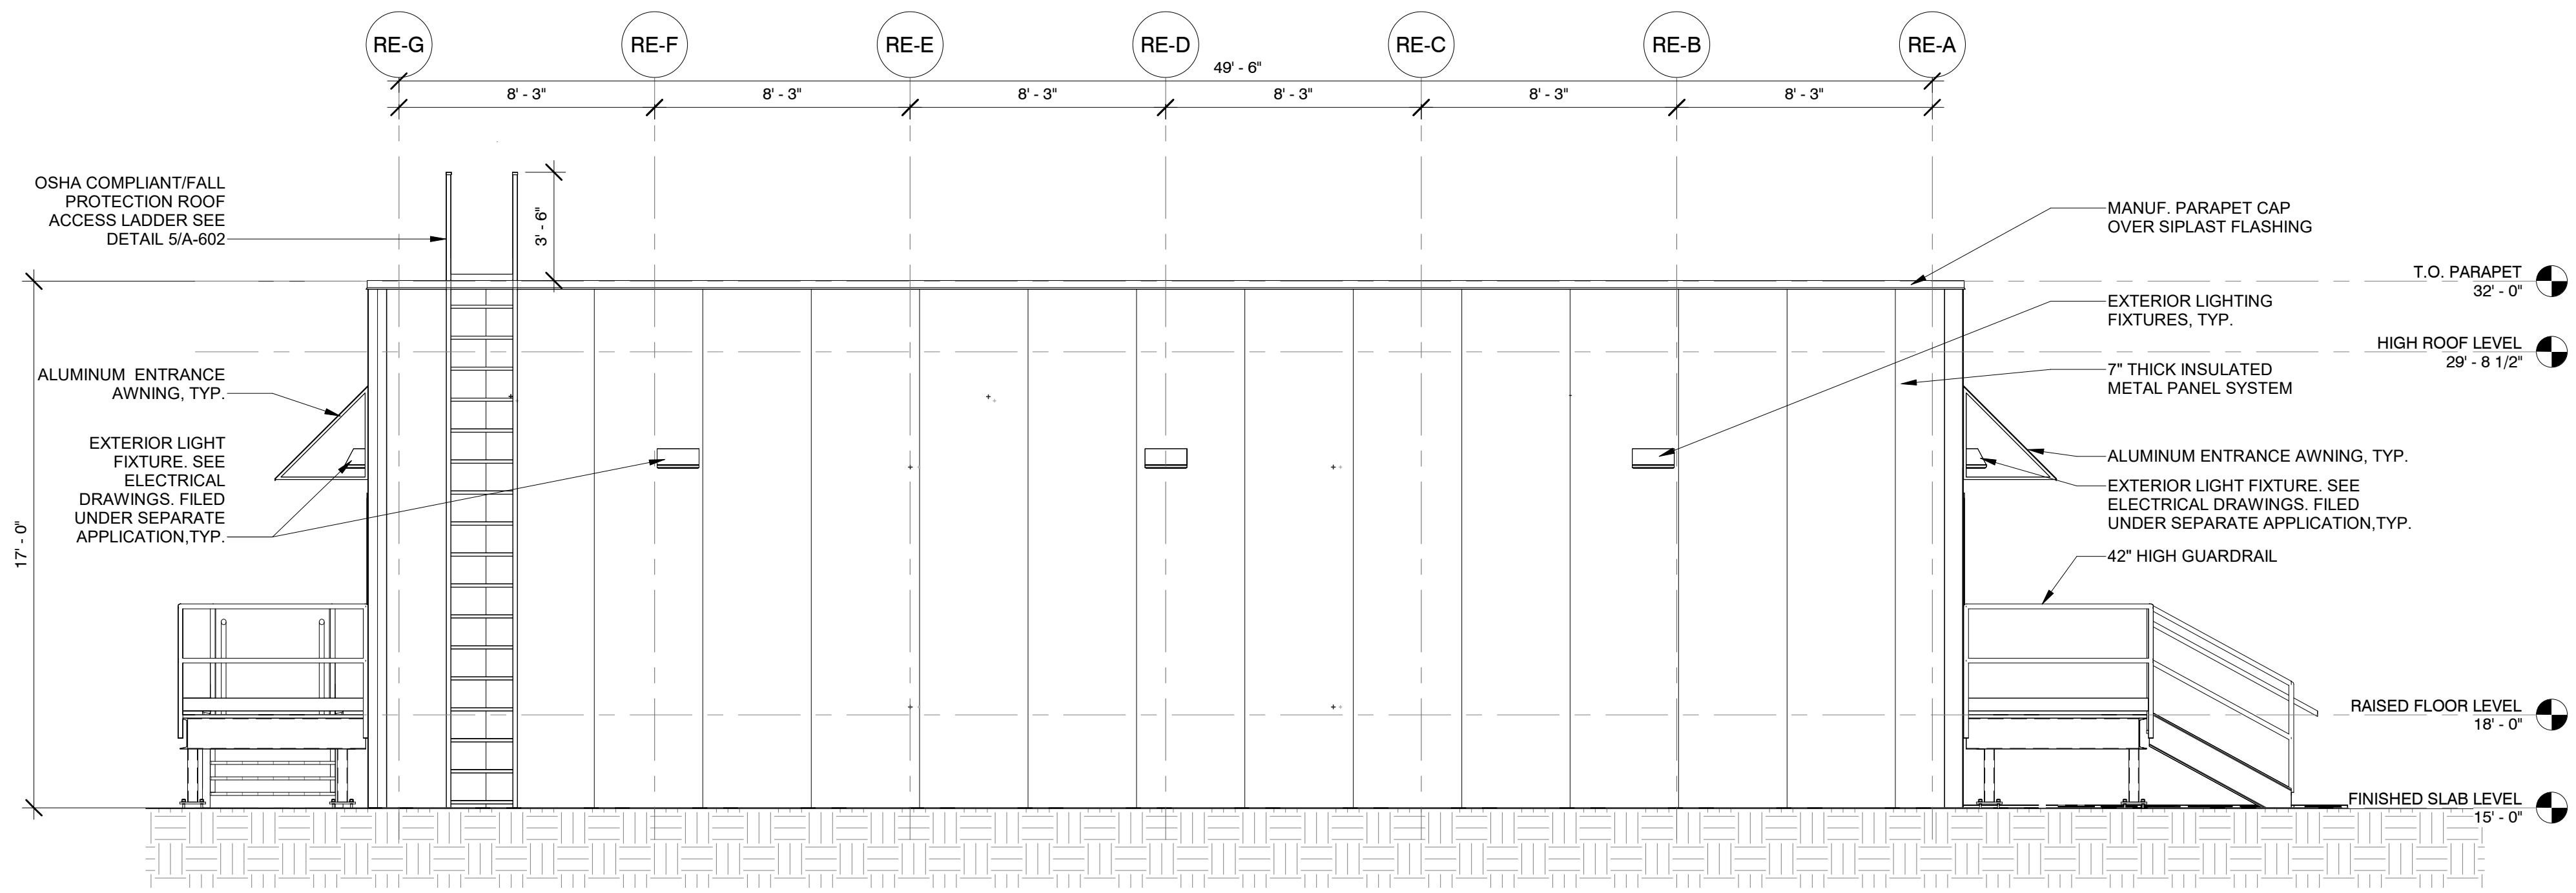 RE-G RE-F RE-E RE-D RE-C RE-B RE-A
49' - 6"
8' - 3" 8' - 3" 8' - 3" 8' - 3" 8' - 3" 8' - 3"
OSHA COMPLIANT/FALL
PROTECTION ROOF
ACCESS LADDER SEE
DETAIL 5/A-602
3' - 6"
MANUF. PARAPET CAP
OVER SIPLAST FLASHING
T.O. PARAPET
32' - 0"
EXTERIOR LIGHTING
FIXTURES, TYP.
HIGH ROOF LEVEL
29' - 8 1/2"
7" THICK INSULATED
METAL PANEL SYSTEM
ALUMINUM ENTRANCE
AWNING, TYP.
EXTERIOR LIGHT
FIXTURE. SEE
ELECTRICAL
DRAWINGS. FILED
UNDER SEPARATE
APPLICATION,TYP.
17' - 0"
ALUMINUM ENTRANCE AWNING, TYP.
EXTERIOR LIGHT FIXTURE. SEE
ELECTRICAL DRAWINGS. FILED
UNDER SEPARATE APPLICATION,TYP.
42" HIGH GUARDRAIL
RAISED FLOOR LEVEL
18' - 0"
FINISHED SLAB LEVEL
15' - 0"